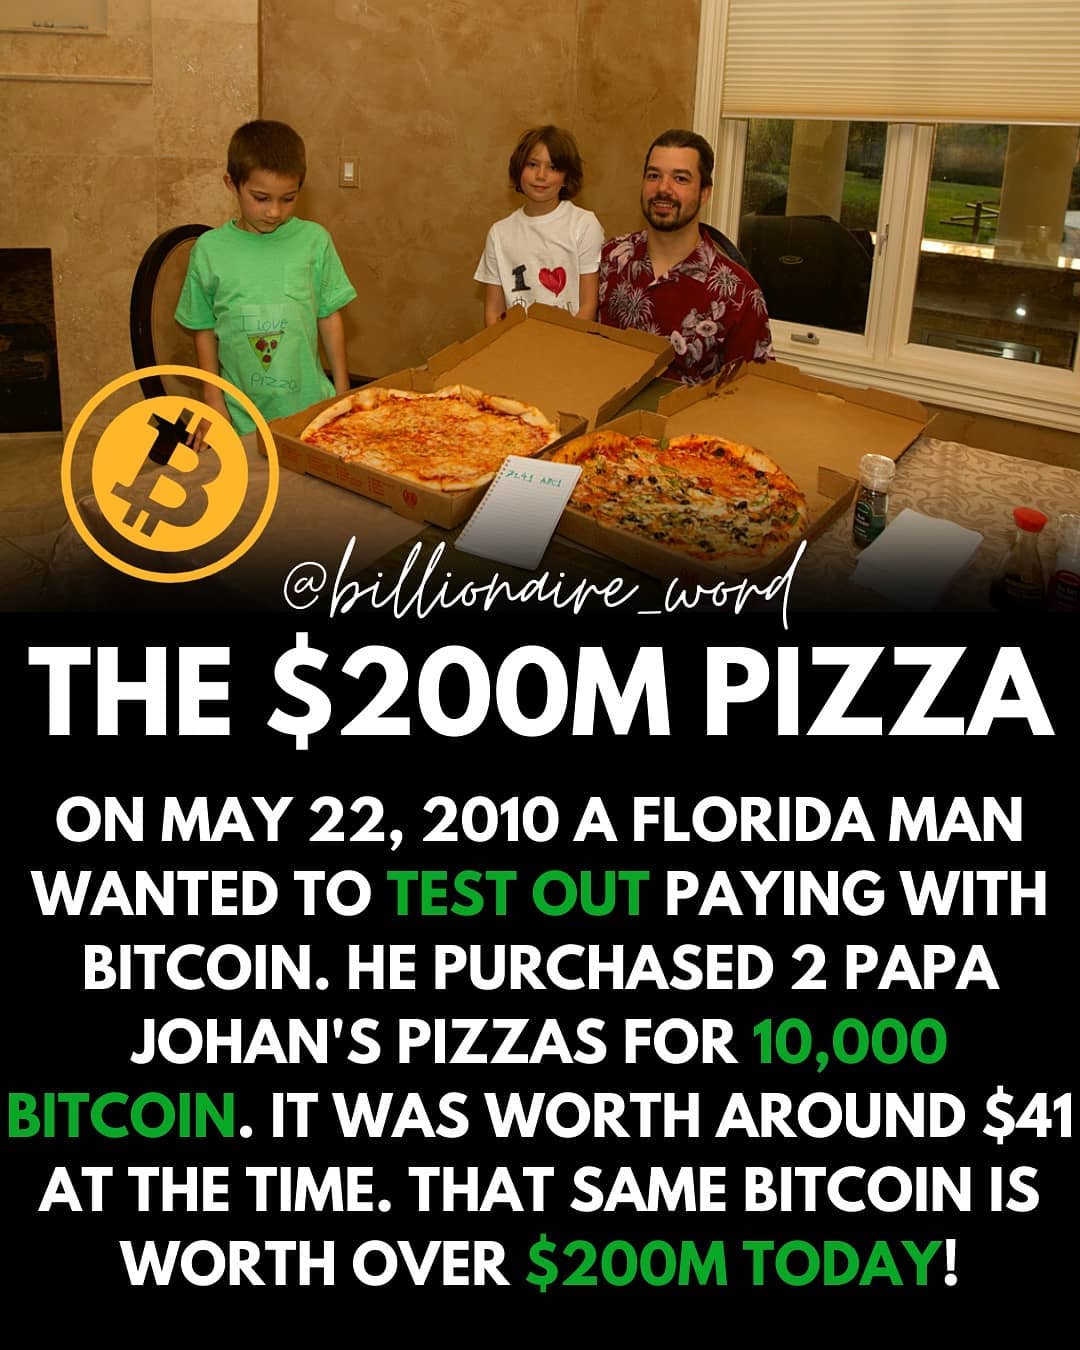 I LOVE
PIZZA
I
@billionaire_word
THE $200M PIZZA
ON MAY 22, 2010 A FLORIDA MAN
WANTED TO TEST OUT PAYING WITH
BITCOIN. HE PURCHASED 2 PAPA
JOHAN'S PIZZAS FOR 10,000
BITCOIN. IT WAS WORTH AROUND $41
AT THE TIME. THAT SAME BITCOIN IS
WORTH OVER $200M TODAY!